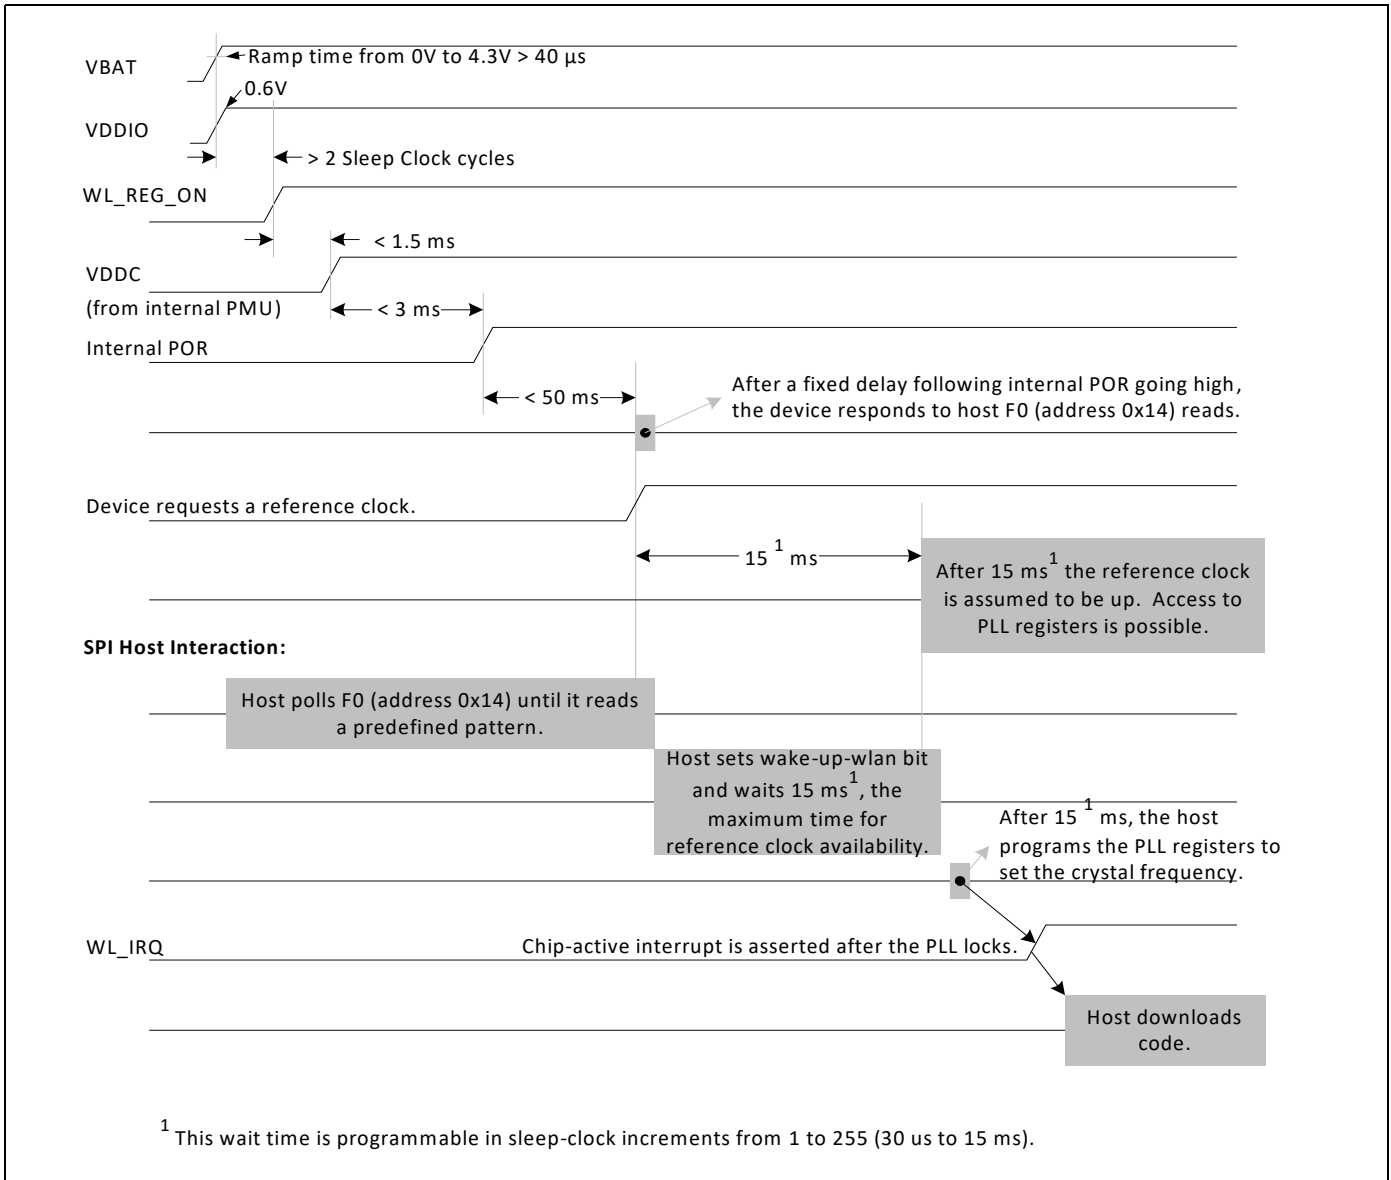 VBAT
Ramp time from 0V to 4.3V > 40 µs
0.6V
VDDIO
> 2 Sleep Clock cycles
WL_REG_ON
< 1.5 ms
VDDC
(from internal PMU)
< 3 ms
Internal POR
< 50 ms
After a fixed delay following internal POR going high,
the device responds to host F0 (address 0x14) reads.
Device requests a reference clock.
15 1 ms
After 15 ms1 the reference clock
is assumed to be up. Access to
PLL registers is possible.
SPI Host Interaction:
Host polls F0 (address 0x14) until it reads
a predefined pattern.
Host sets wake-up-wlan bit
and waits 15 ms1, the
maximum time for
reference clock availability.
After 15 1 ms, the host
programs the PLL registers to
set the crystal frequency.
WL_IRQ
Chip-active interrupt is asserted after the PLL locks.
Host downloads
code.
1 This wait time is programmable in sleep-clock increments from 1 to 255 (30 us to 15 ms).